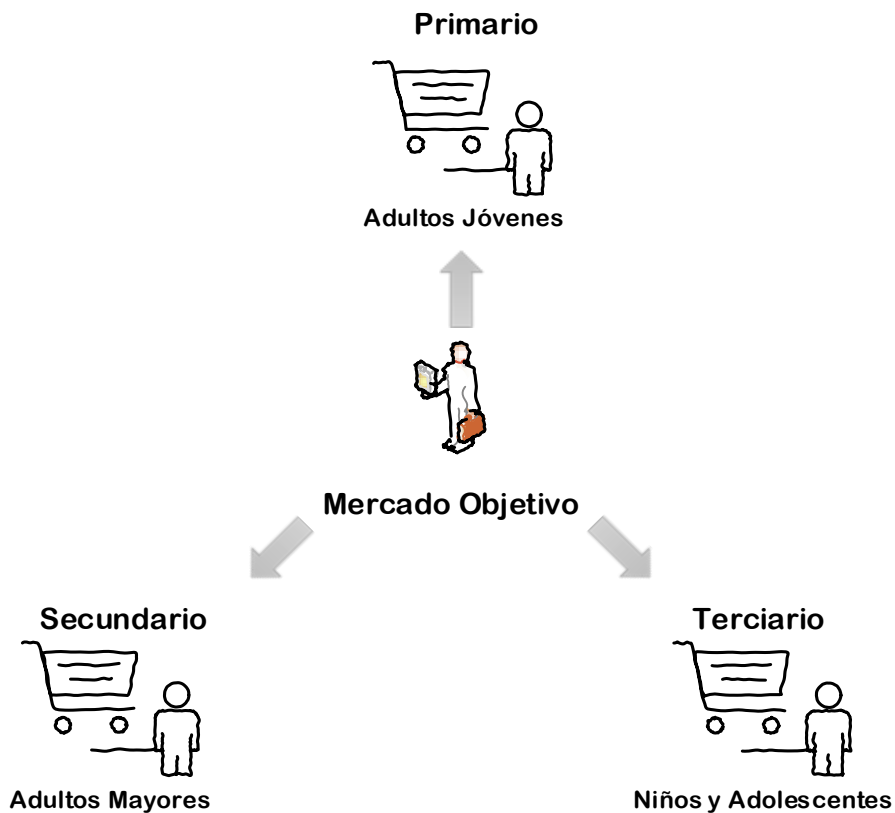 Primario
Adultos Jóvenes
Mercado Objetivo
Secundario
Terciario
Adultos Mayores
Niños y Adolescentes